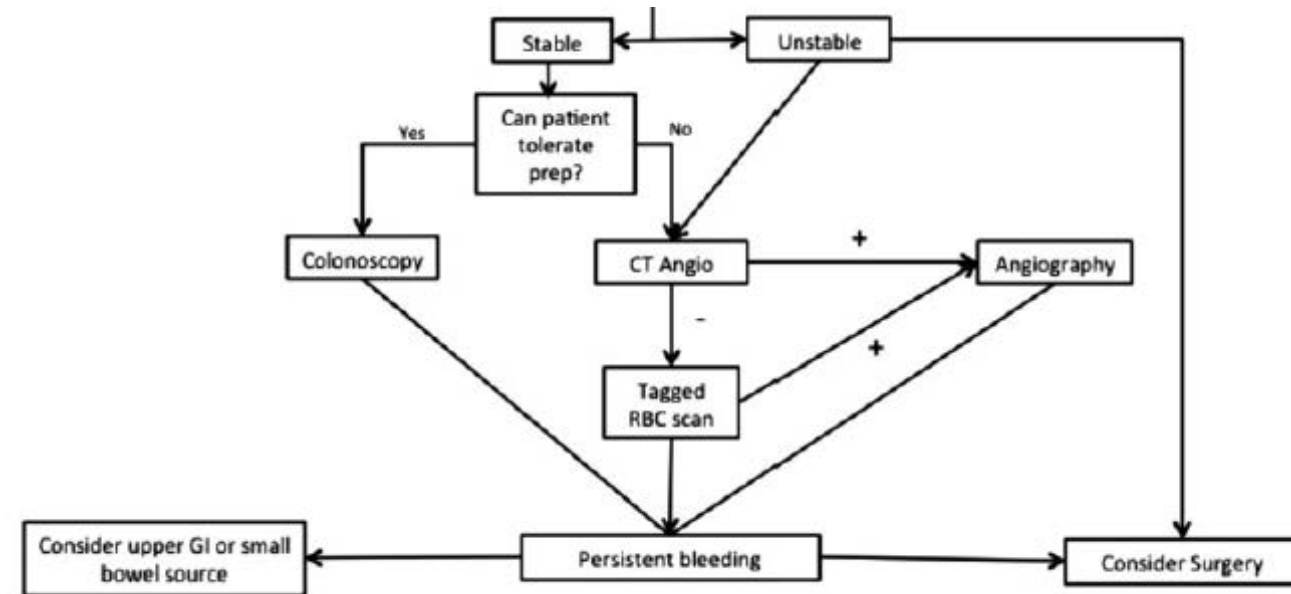 Stable
Unstable
Can patient
tolerate
prep?
Yes
No
Colonoscopy
CT Angio
+
Angiography
-
+
Tagged
RBC scan
Consider upper GI or small
bowel source
Persistent bleeding
Consider Surgery